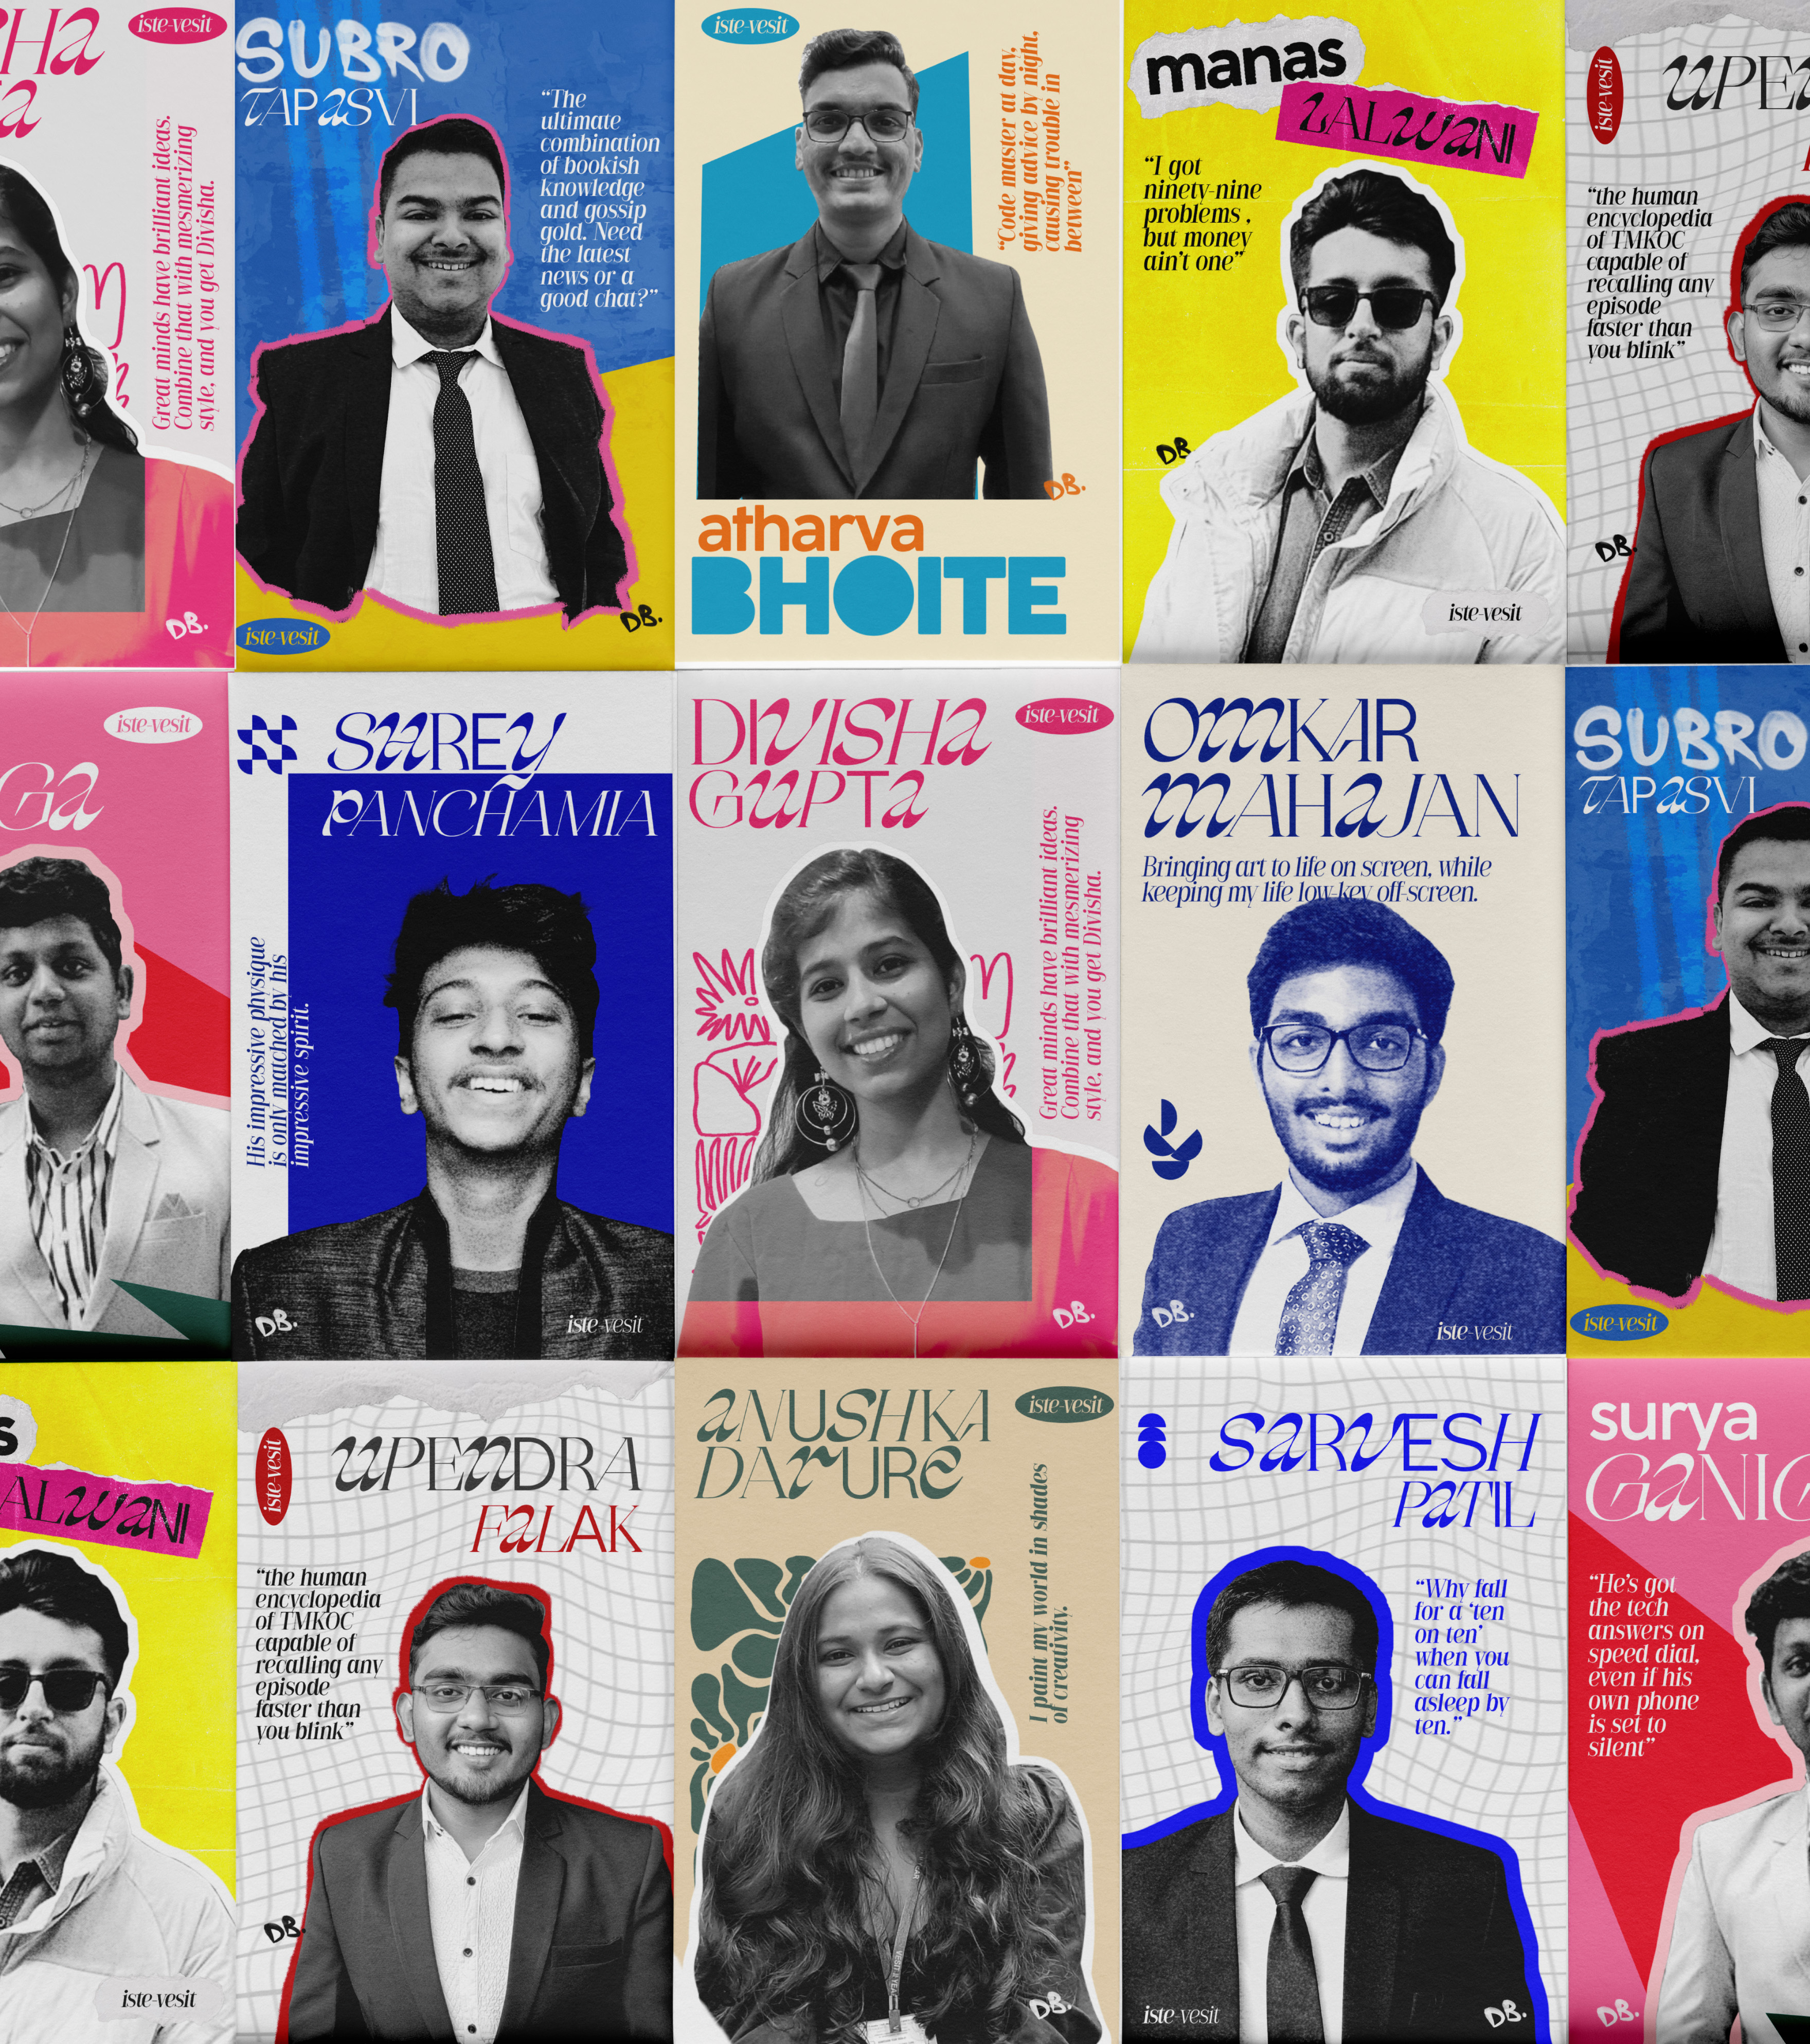 HA
a
iste-vesit
Great minds have brilliant ideas.
Combine that with mesmerizing
style, and you get Divisha.
DB.
SUBRO
TAPASVI
“The
ultimate
combination
of bookish
knowledge
and gossip
gold. Need
the latest
news or a
good chat?”
iste-vesit
DB.
iste-vesit
“Code master at day,
giving advice by night,
causing trouble in
between”
DB.
atharva
BHOITE
manas
LALWANI
“I got
ninety-nine
problems ,
but money
ain't one”
DB.
iste-vesit
iste-vesit
UPE
“the human
encyclopedia
of TMKOC
capable of
recalling any
episode
faster than
you blink”
DB.
iste-vesit
Ga
SUREY
PANCHAMIA
His impressive physique
is only matched by his
impressive spirit.
DB.
iste-vesit
DIVISHa
GUPTa
iste-vesit
Great minds have brilliant ideas.
Combine that with mesmerizing
style, and you get Divisha.
DB.
OMKAR
MAHAJAN
Bringing art to life on screen, while
keeping my life low-key off-screen.
DB.
iste-vesit
SUBRO
TAPASVI
iste-vesit
s
ALWANI
iste-vesit
iste-vesit
UPENDRA
FALAK
“the human
encyclopedia
of TMKOC
capable of
recalling any
episode
faster than
you blink”
DB.
ANUSHKA
DARURE
iste-vesit
I paint my world in shades
of creativity.
DB.
SARVESH
PATIL
“Why fall
for a ‘ten
on ten’
when you
can fall
asleep by
ten.”
iste-vesit
DB.
surya
GANIG
“He's got
the tech
answers on
speed dial,
even if his
own phone
is set to
silent”
DB.